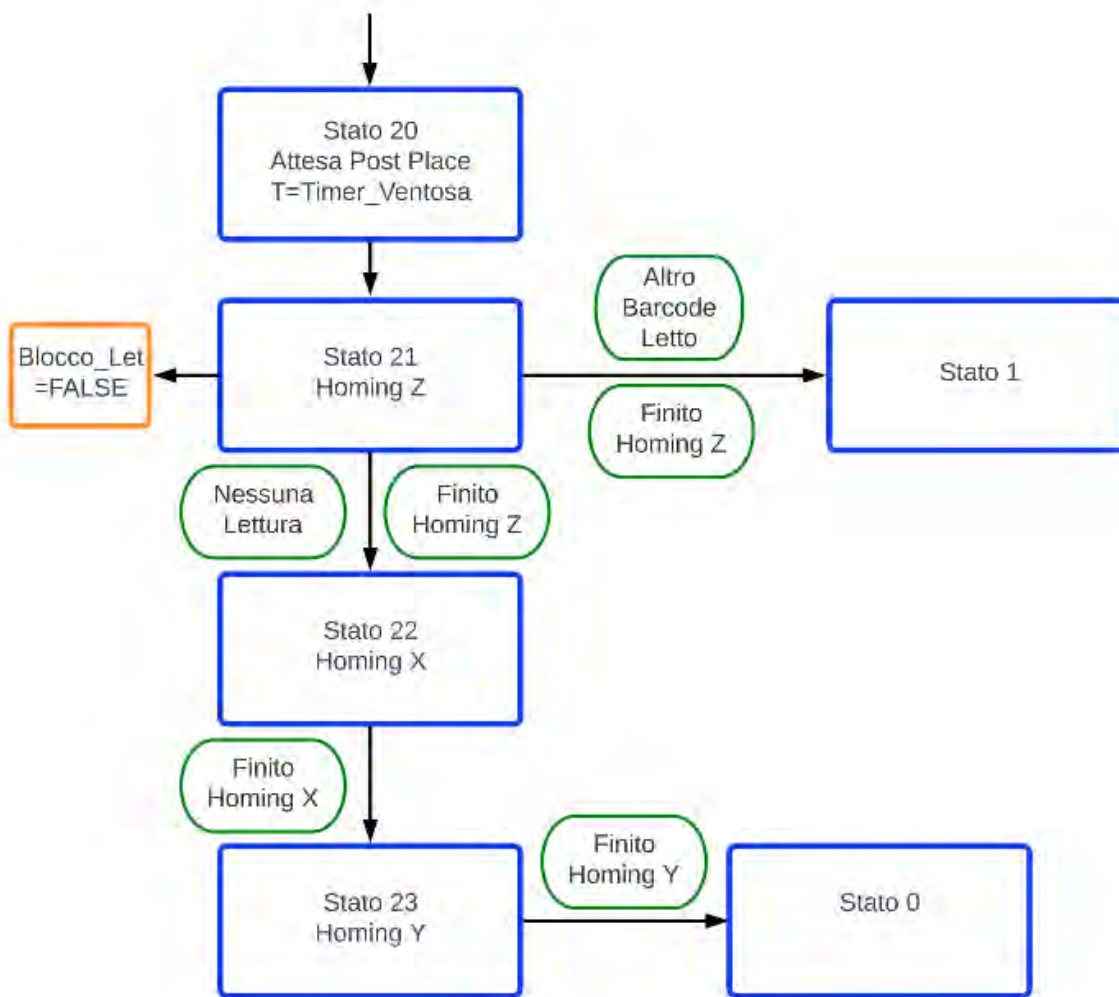 Stato 20
Attesa Post Place
T=Timer_Ventosa
Altro
Barcode
Letto
Blocco_Let
=FALSE
Stato 21
Homing Z
Stato 1
Finito
Homing Z
Nessuna
Lettura
Finito
Homing Z
Stato 22
Homing X
Finito
Homing X
Finito
Homing Y
Stato 23
Homing Y
Stato 0